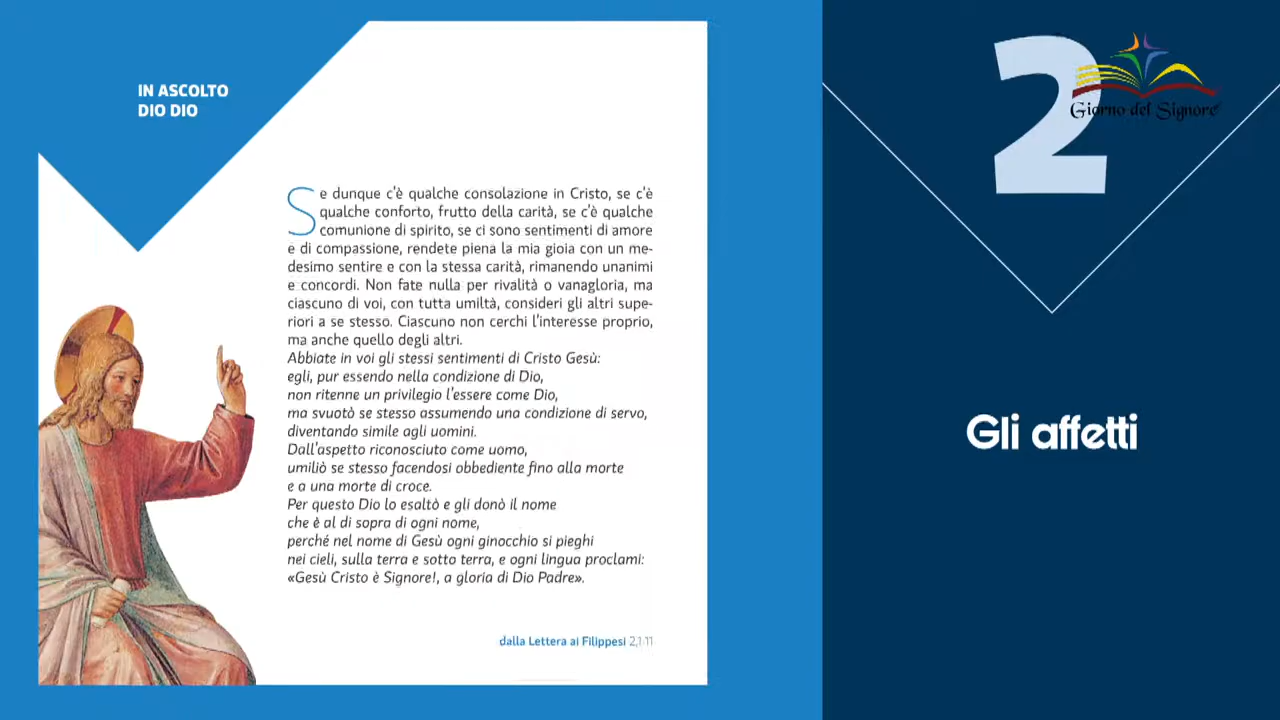 IN ASCOLTO
DIO DIO
Se dunque c'è qualche consolazione in Cristo, se c'è
qualche conforto, frutto della carità, se c'è qualche
comunione di spirito, se ci sono sentimenti di amore
e di compassione, rendete piena la mia gioia con un me-
desimo sentire e con la stessa carità, rimanendo unanimi
e concordi. Non fate nulla per rivalità o vanagloria, ma
ciascuno di voi, con tutta umiltà, consideri gli altri supe-
riori a se stesso. Ciascuno non cerchi l'interesse proprio,
ma anche quello degli altri.
Abbiate in voi gli stessi sentimenti di Cristo Gesù:
egli, pur essendo nella condizione di Dio,
non ritenne un privilegio l'essere come Dio,
ma svuotò se stesso assumendo una condizione di servo,
diventando simile agli uomini.
Dall'aspetto riconosciuto come uomo,
umiliò se stesso facendosi obbediente fino alla morte
e a una morte di croce.
Per questo Dio lo esaltò e gli donò il nome
che è al di sopra di ogni nome,
perché nel nome di Gesù ogni ginocchio si pieghi
nei cieli, sulla terra e sotto terra, e ogni lingua proclami:
«Gesù Cristo è Signore!, a gloria di Dio Padre».
dalla Lettera ai Filippesi 2,1-11
2
Giorno del Signore
Gli affetti